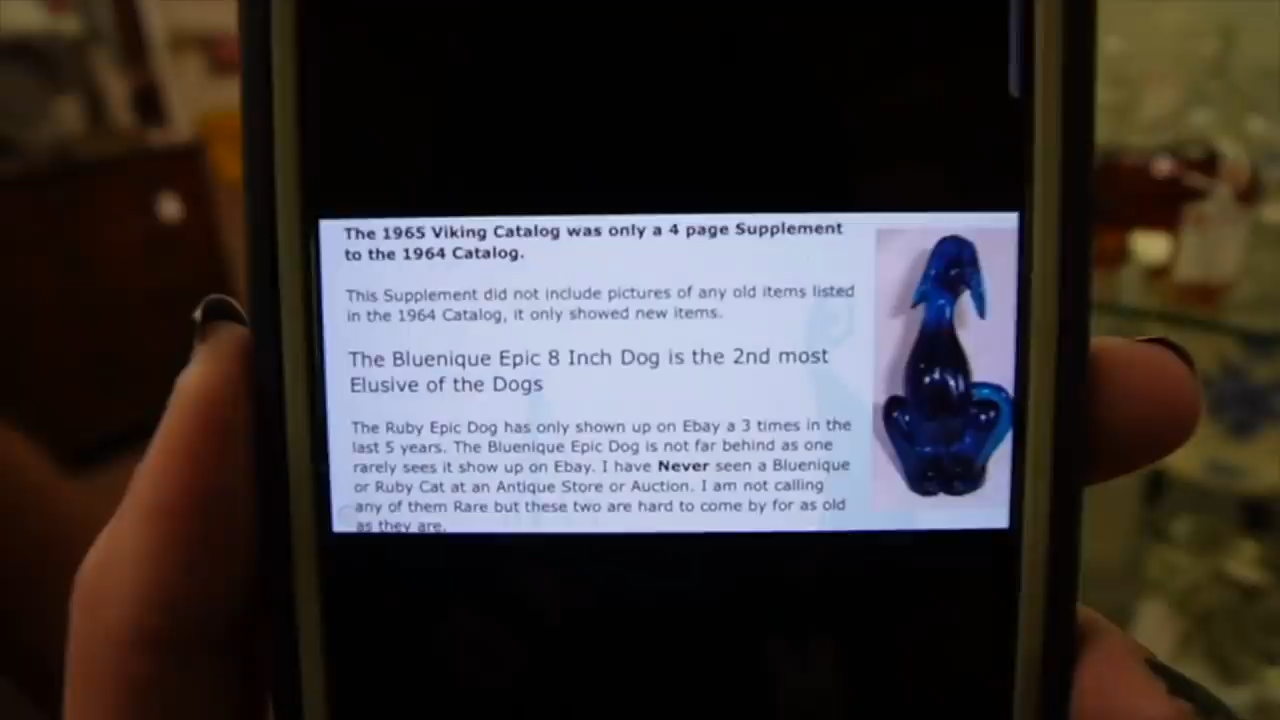 The 1965 Viking Catalog was only a 4 page Supplement
to the 1964 Catalog.
This Supplement did not include pictures of any old items listed
in the 1964 Catalog, it only showed new items.
The Bluenique Epic 8 Inch Dog is the 2nd most
Elusive of the Dogs
The Ruby Epic Dog has only shown up on Ebay a 3 times in the
last 5 years. The Bluenique Epic Dog is not far behind as one
rarely sees it show up on Ebay. I have Never seen a Bluenique
or Ruby Cat at an Antique Store or Auction. I am not calling
any of them Rare but these two are hard to come by for as old
as they are.